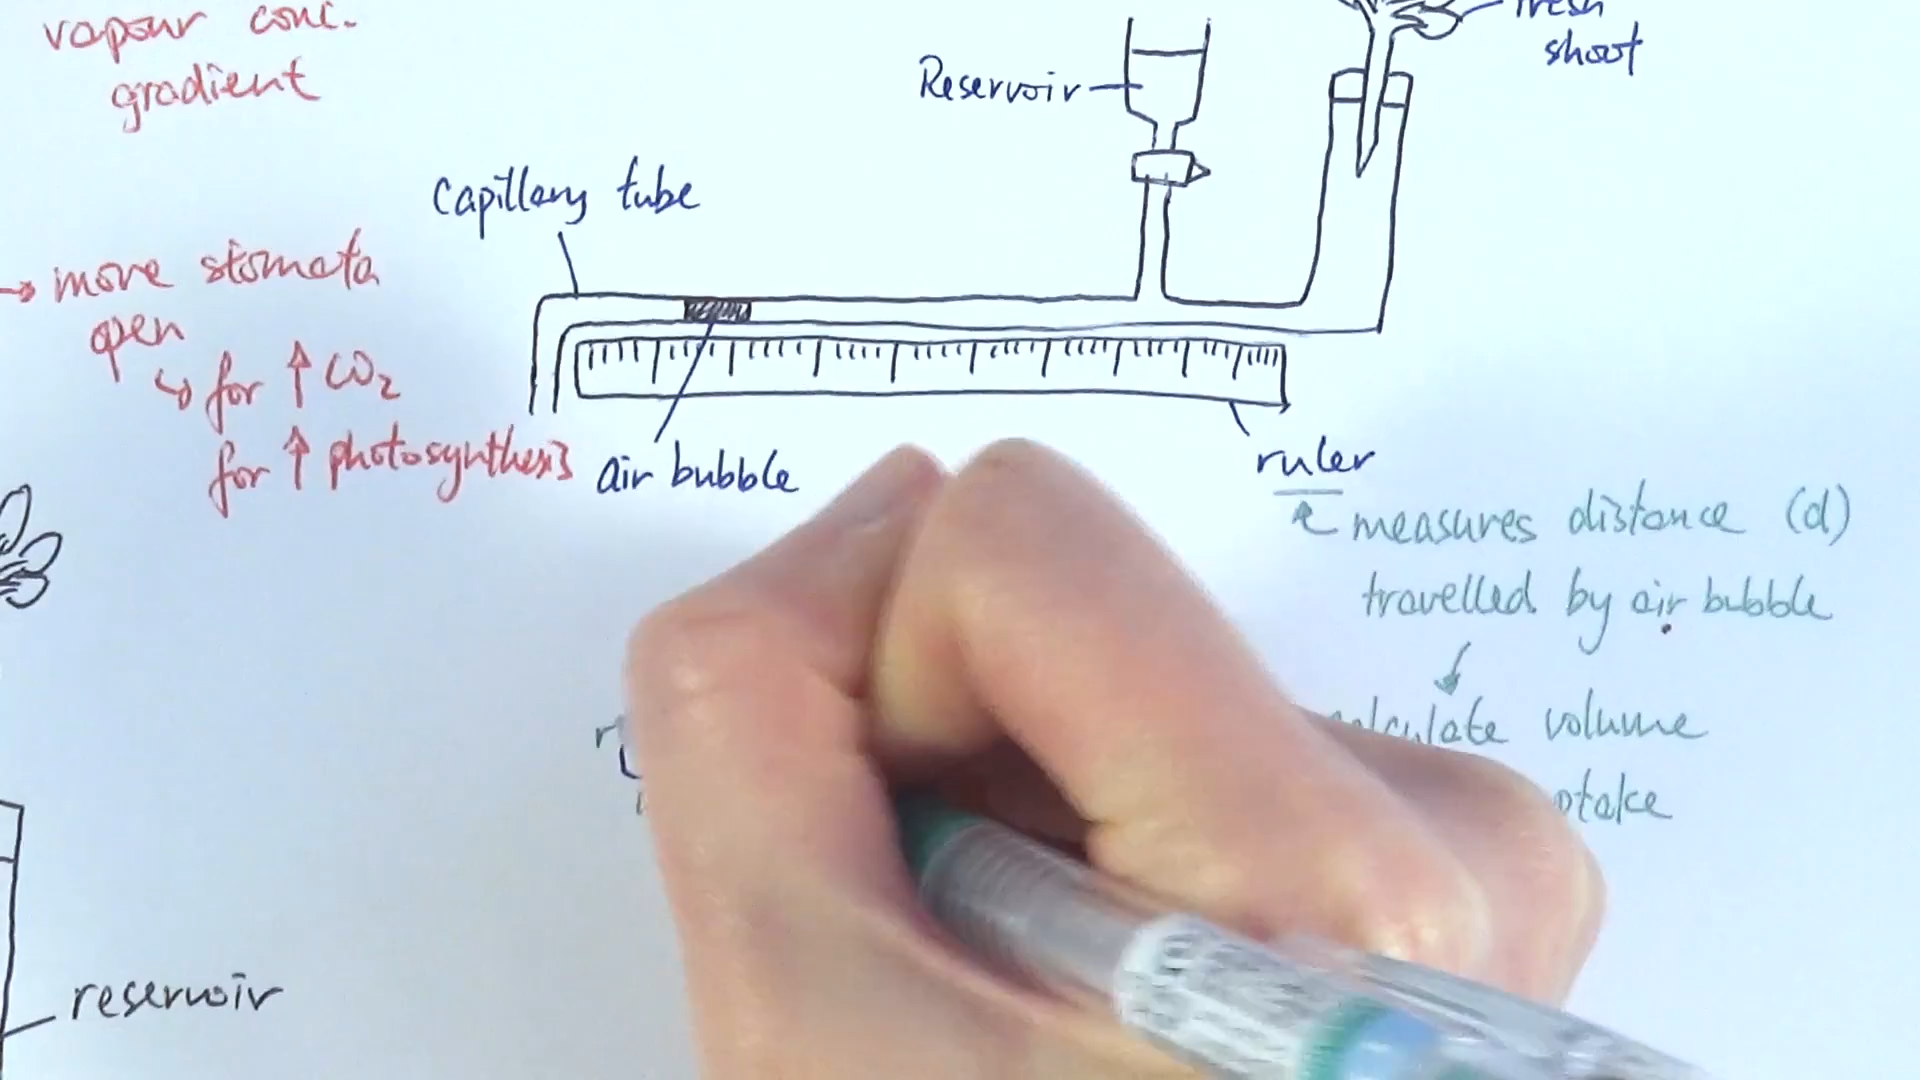 vapour conc.
gradient
→ more stomata
open
↳ for ↑ CO₂
for ↑ photosynthesis
capillary tube
Reservoir
fresh
shoot
air bubble
ruler
measures distance (d)
travelled by air bubble
volume
reservoir